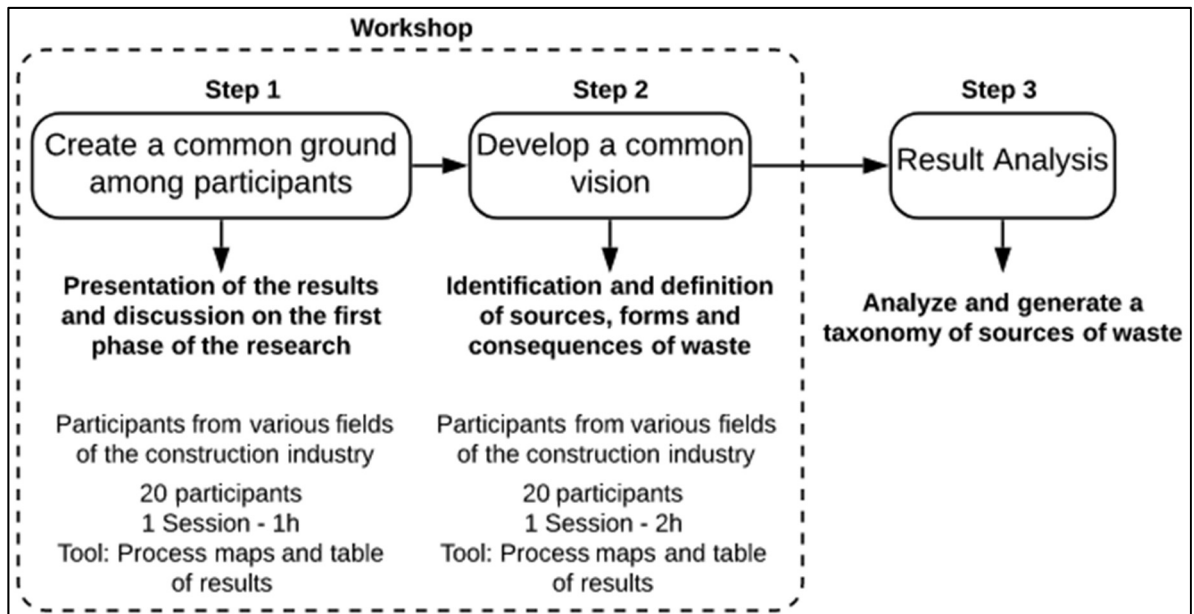 Workshop
Step 1
Create a common ground
among participants
Presentation of the results
and discussion on the first
phase of the research
Participants from various fields
of the construction industry
20 participants
1 Session - 1h
Tool: Process maps and table
of results
Step 2
Develop a common
vision
Identification and definition
of sources, forms and
consequences of waste
Participants from various fields
of the construction industry
20 participants
1 Session - 2h
Tool: Process maps and table
of results
Step 3
Result Analysis
Analyze and generate a
taxonomy of sources of waste